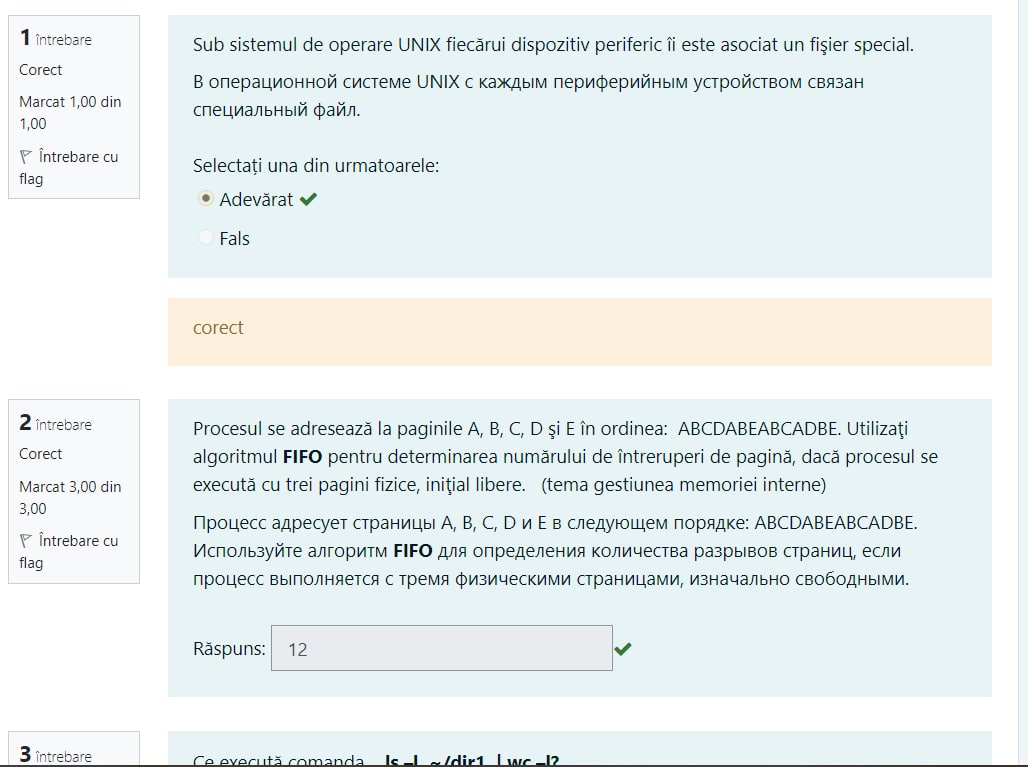 1 întrebare
Corect
Marcat 1,00 din
1,00
Întrebare cu
flag
Sub sistemul de operare UNIX fiecărui dispozitiv periferic îi este asociat un fişier special.
В операционной системе UNIX с каждым периферийным устройством связан
специальный файл.
Selectați una din urmatoarele:
Adevărat
Fals
corect
2 întrebare
Corect
Marcat 3,00 din
3,00
Întrebare cu
flag
Procesul se adresează la paginile A, B, C, D şi E în ordinea: ABCDABEABCADBE. Utilizaţi
algoritmul FIFO pentru determinarea numărului de întreruperi de pagină, dacă procesul se
execută cu trei pagini fizice, iniţial libere. (tema gestiunea memoriei interne)
Процесс адресует страницы A, B, C, D и E в следующем порядке: ABCDABEABCADBE.
Используйте алгоритм FIFO для определения количества разрывов страниц, если
процесс выполняется с тремя физическими страницами, изначально свободными.
Răspuns: 12
3 întrebare
Ce execută comanda ls –l ~/dir1 | wc –l?